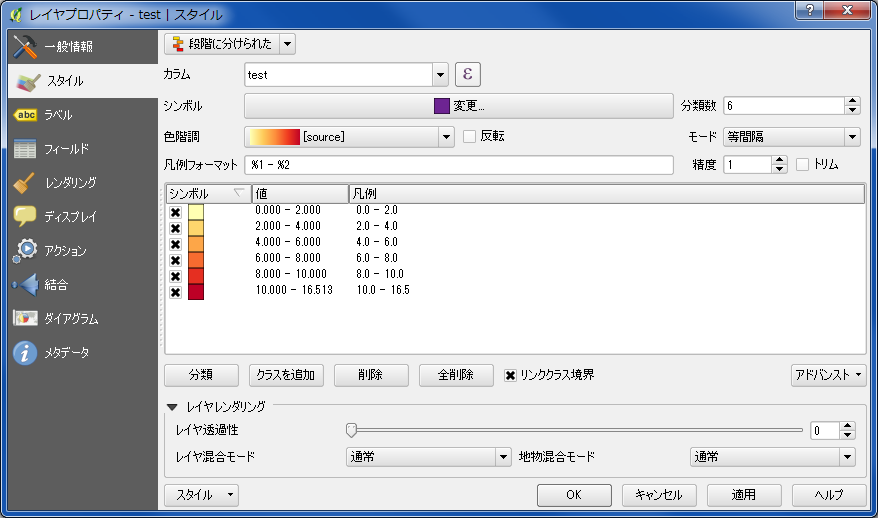 レイヤプロパティ - test | スタイル
一般情報
スタイル
abc ラベル
フィールド
レンダリング
ディスプレイ
アクション
結合
ダイアグラム
メタデータ
段階に分けられた
カラム test ε
シンボル 変更... 分類数 6
色階調 [source] 反転 モード 等間隔
凡例フォーマット %1 - %2 精度 1 トリム
シンボル 値 凡例
0.000 - 2.000 0.0 - 2.0
2.000 - 4.000 2.0 - 4.0
4.000 - 6.000 4.0 - 6.0
6.000 - 8.000 6.0 - 8.0
8.000 - 10.000 8.0 - 10.0
10.000 - 16.513 10.0 - 16.5
分類 クラスを追加 削除 全削除 リンククラス境界 アドバンスト
レイヤレンダリング
レイヤ透過性 0
レイヤ混合モード 通常 地物混合モード 通常
スタイル OK キャンセル 適用 ヘルプ